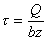 τ = Q / bz